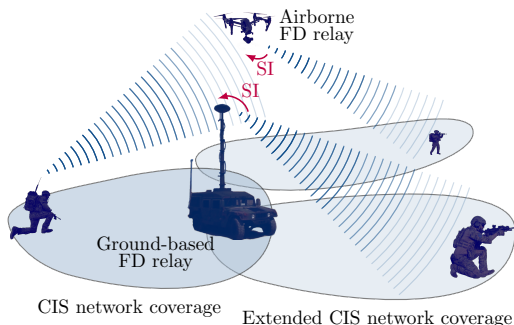 Airborne
FD relay
SI
SI
Ground-based
FD relay
CIS network coverage
Extended CIS network coverage